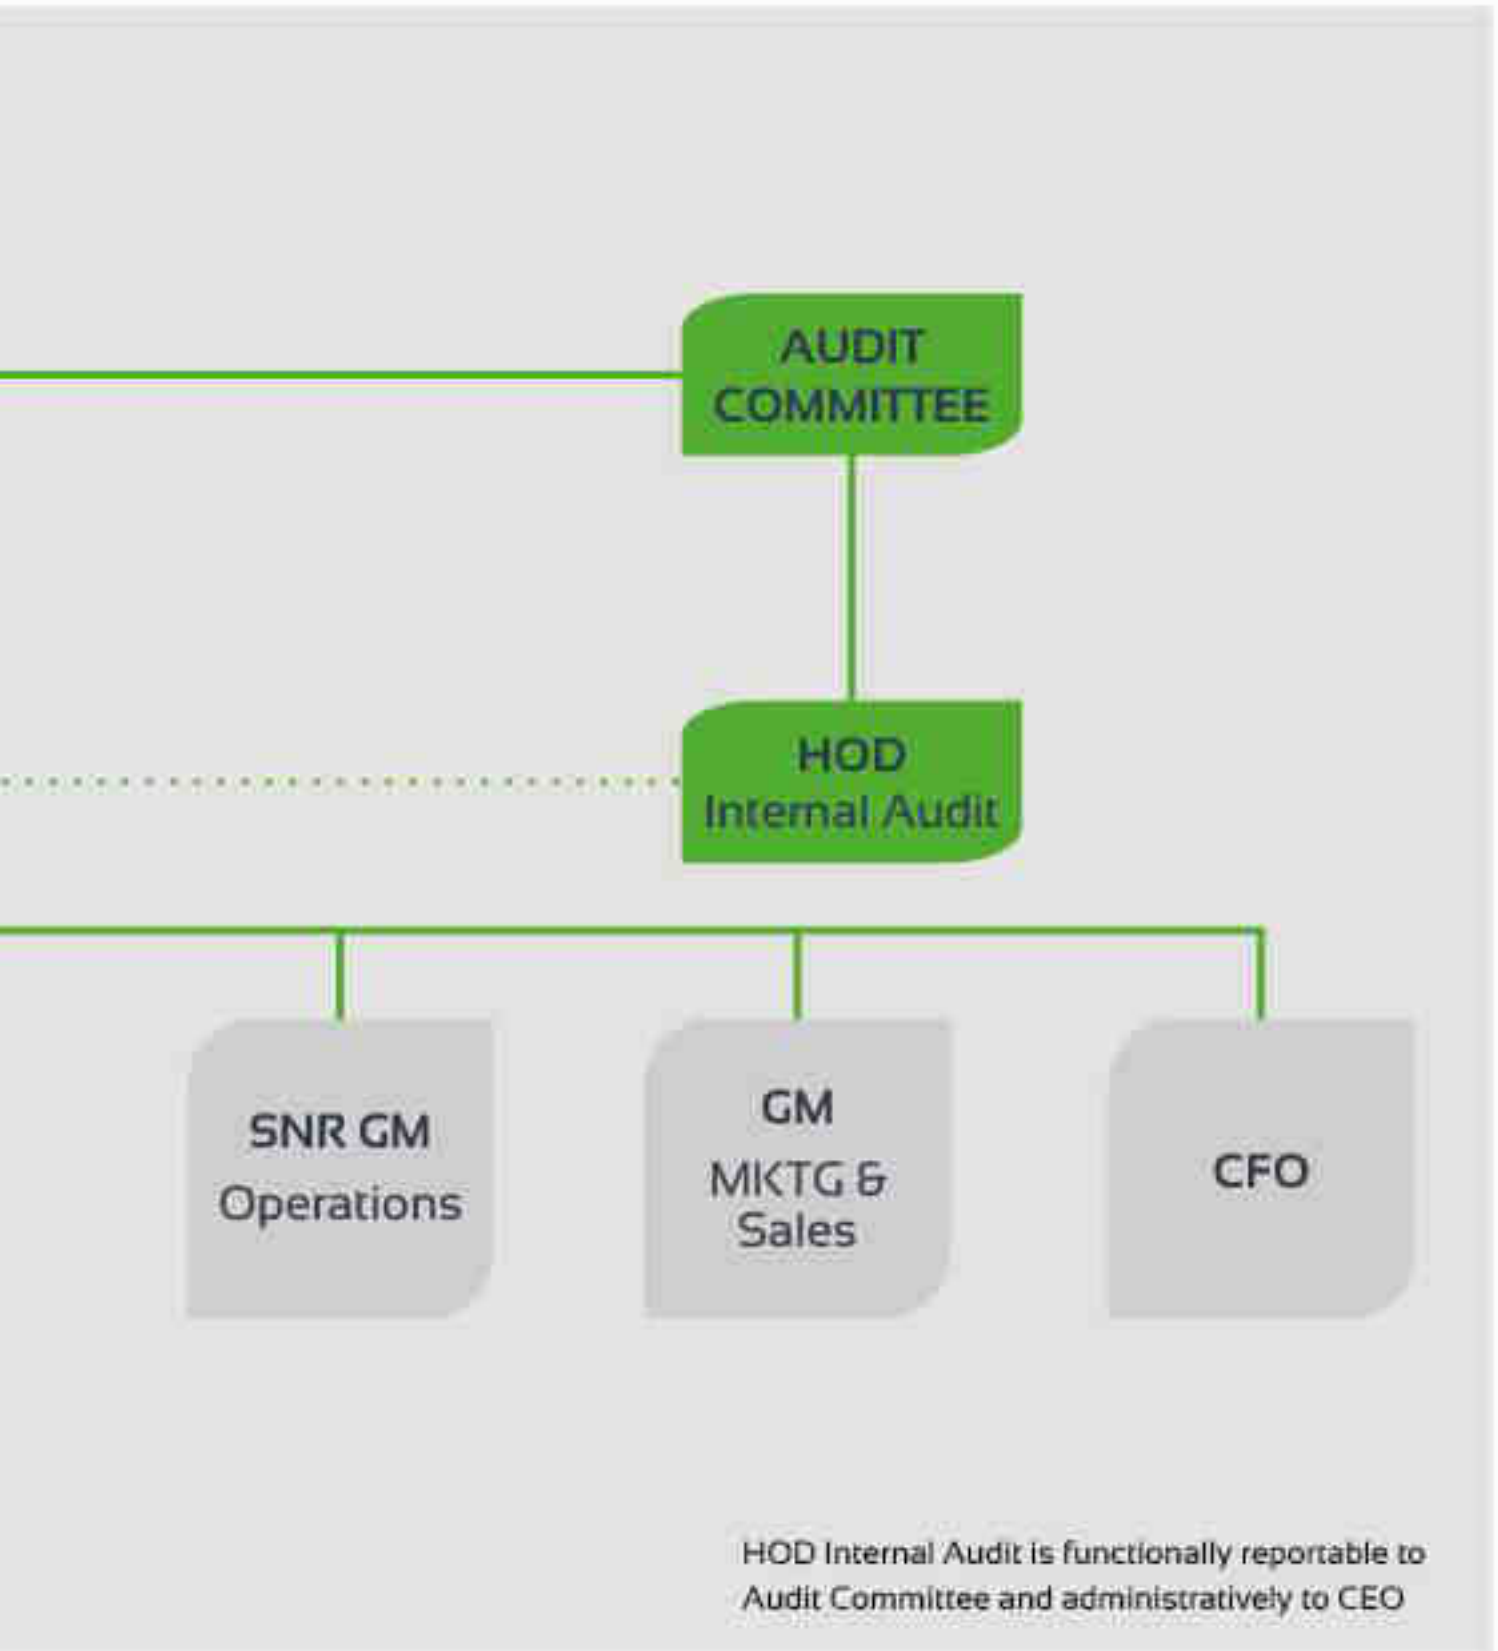 AUDIT
COMMITTEE
HOD
Internal Audit
SNR GM
Operations
GM
MKTG &
Sales
CFO
HOD Internal Audit is functionally reportable to
Audit Committee and administratively to CEO